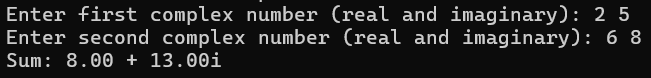 Enter first complex number (real and imaginary): 2 5
Enter second complex number (real and imaginary): 6 8
Sum: 8.00 + 13.00i